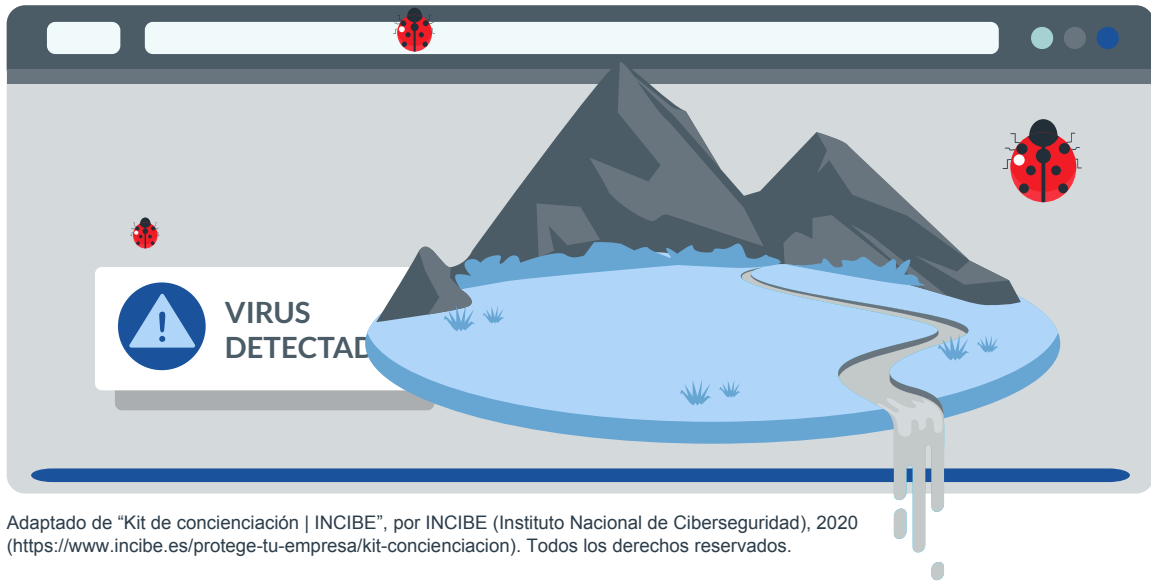 VIRUS
DETECTAD
Adaptado de “Kit de concienciación | INCIBE”, por INCIBE (Instituto Nacional de Ciberseguridad), 2020
(https://www.incibe.es/protege-tu-empresa/kit-concienciacion). Todos los derechos reservados.